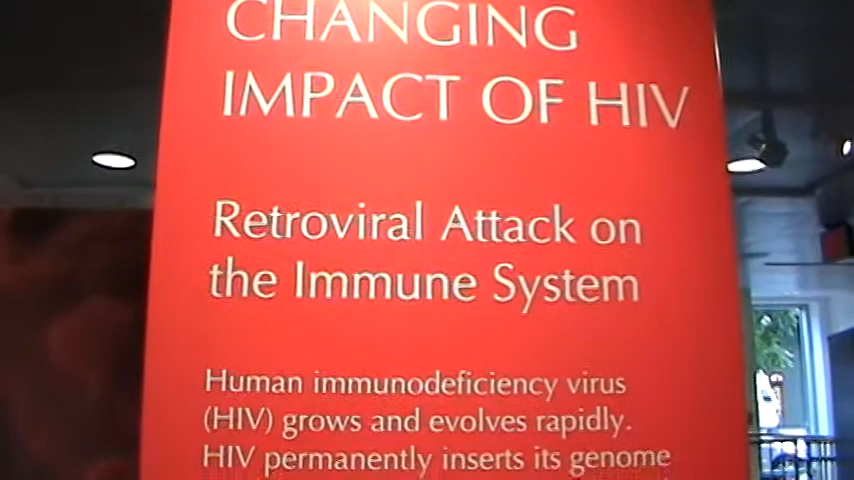 CHANGING
IMPACT OF HIV
Retroviral Attack on
the Immune System
Human immunodeficiency virus
(HIV) grows and evolves rapidly.
HIV permanently inserts its genome